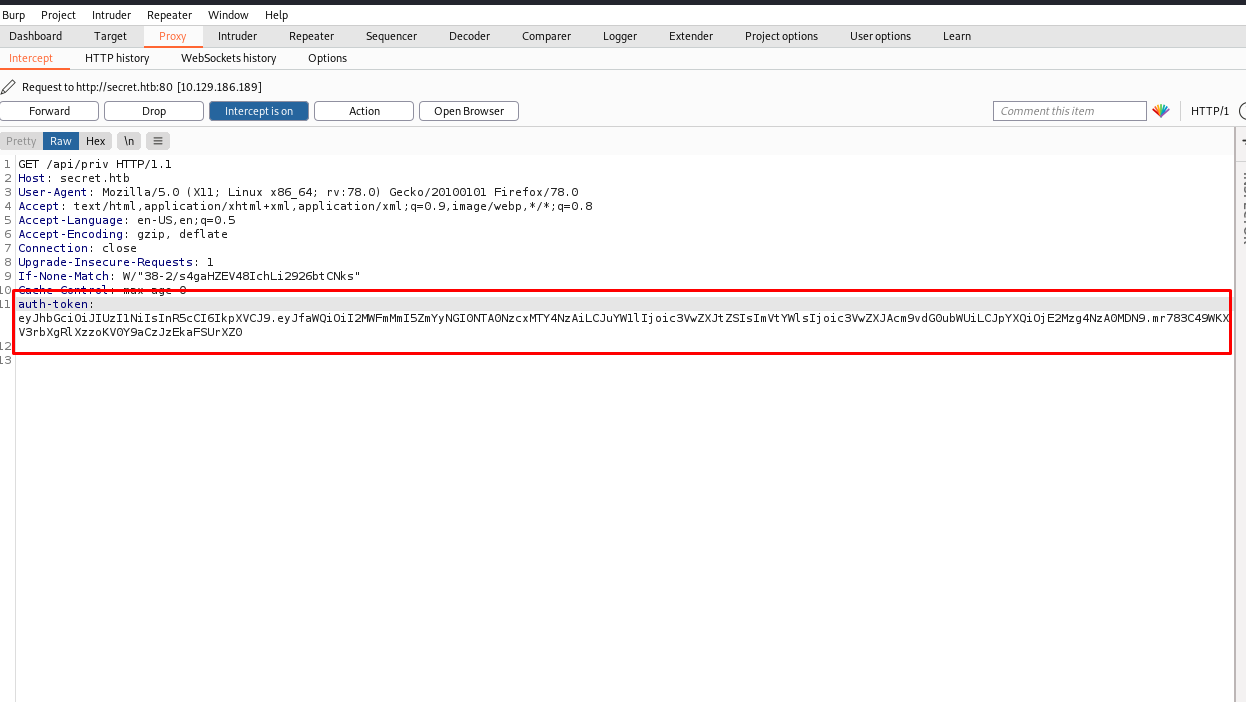 Burp Project Intruder Repeater Window Help
Dashboard Target Proxy Intruder Repeater Sequencer Decoder Comparer Logger Extender Project options User options Learn
Intercept HTTP history WebSockets history Options
Request to http://secret.htb:80 [10.129.186.189]
Forward Drop Intercept is on Action Open Browser Comment this item HTTP/1
Pretty Raw Hex \n
1 GET /api/priv HTTP/1.1
2 Host: secret.htb
3 User-Agent: Mozilla/5.0 (X11; Linux x86_64; rv:78.0) Gecko/20100101 Firefox/78.0
4 Accept: text/html,application/xhtml+xml,application/xml;q=0.9,image/webp,*/*;q=0.8
5 Accept-Language: en-US,en;q=0.5
6 Accept-Encoding: gzip, deflate
7 Connection: close
8 Upgrade-Insecure-Requests: 1
9 If-None-Match: W/"38-2/s4gaHZEV48IchLi2926btCNks"
10 Cache-Control: max-age=0
11 auth-token:
eyJhbGciOiJIUzI1NiIsInR5cCI6IkpXVCJ9.eyJfaWQiOiI2MWFmMmI5ZmYyNGI0NTA0NzcxMTY4NzAiLCJuYW1lIjoic3VwZXJtZSIsImVtYWlsIjoic3VwZXJAcm9vdG0ubWUiLCJpYXQiOjE2Mzg4NzA0MDN9.mr783C49WKX
V3rbXgRlXzzoKV0Y9aCzJzEkaFSUrXZ0
12
13